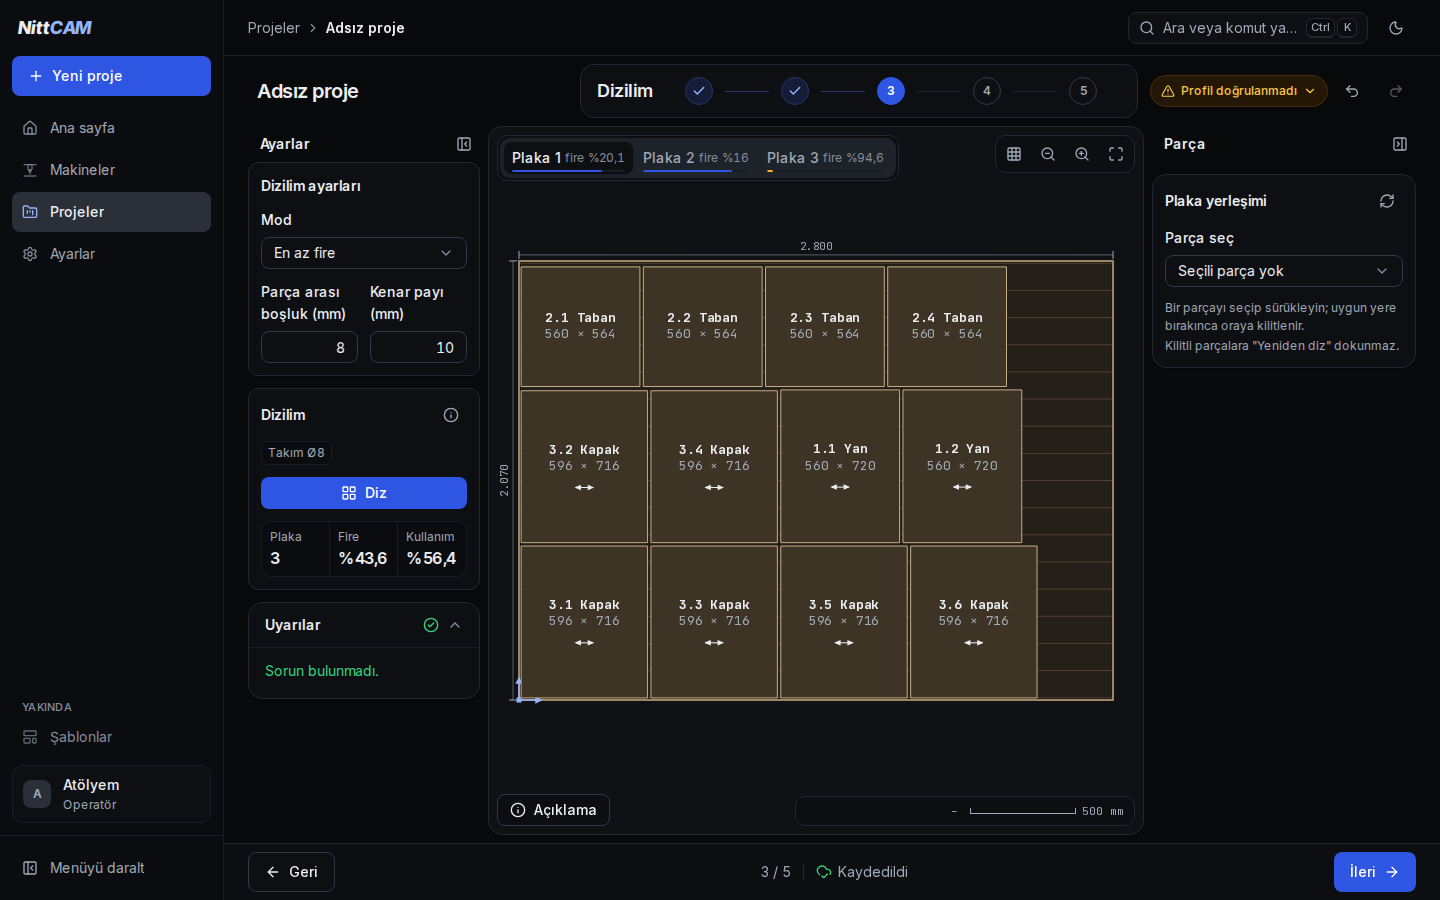 NittCAM
Yeni proje
Ana sayfa
Makineler
Projeler
Ayarlar
YAKINDA
Şablonlar
A
Atölyem
Operatör
Menüyü daralt
Projeler
Adsız proje
Ara veya komut ya…
Ctrl
K
Adsız proje
Dizilim
3
4
5
Profil doğrulanmadı
Ayarlar
Dizilim ayarları
Mod
En az fire
Parça arası
boşluk (mm)
Kenar payı
(mm)
8
10
Dizilim
Takım Ø8
Diz
Plaka
3
Fire
%43,6
Kullanım
%56,4
Uyarılar
Sorun bulunmadı.
Plaka 1 fire %20,1
Plaka 2 fire %16
Plaka 3 fire %94,6
2.800
2.070
2.1 Taban
560 × 564
2.2 Taban
560 × 564
2.3 Taban
560 × 564
2.4 Taban
560 × 564
3.2 Kapak
596 × 716
3.4 Kapak
596 × 716
1.1 Yan
560 × 720
1.2 Yan
560 × 720
3.1 Kapak
596 × 716
3.3 Kapak
596 × 716
3.5 Kapak
596 × 716
3.6 Kapak
596 × 716
Açıklama
–
500 mm
Parça
Plaka yerleşimi
Parça seç
Seçili parça yok
Bir parçayı seçip sürükleyin; uygun yere
bırakınca oraya kilitlenir.
Kilitli parçalara "Yeniden diz" dokunmaz.
Geri
3 / 5
Kaydedildi
İleri